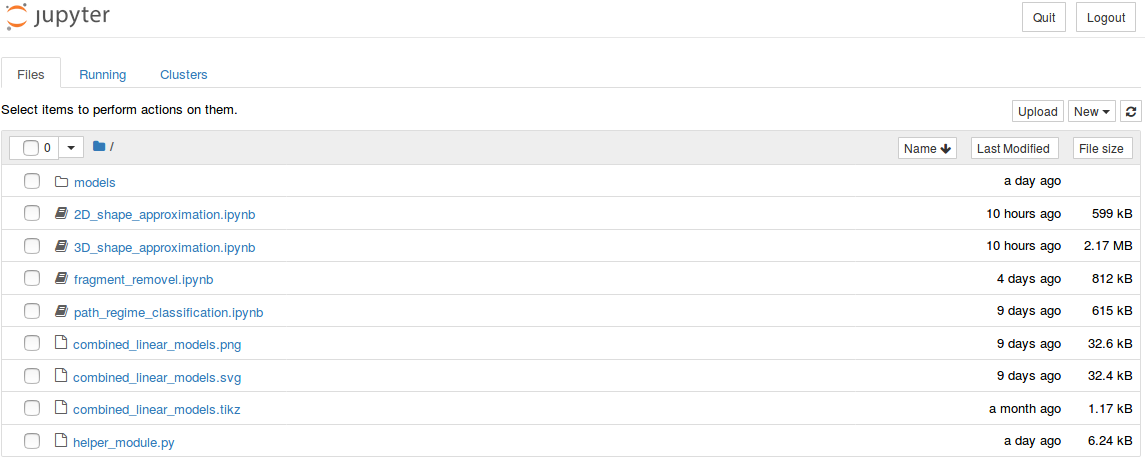 jupyter Quit Logout
Files Running Clusters
Select items to perform actions on them. Upload New
0 / Name Last Modified File size
models a day ago
2D_shape_approximation.ipynb 10 hours ago 599 kB
3D_shape_approximation.ipynb 10 hours ago 2.17 MB
fragment_removel.ipynb 4 days ago 812 kB
path_regime_classification.ipynb 9 days ago 615 kB
combined_linear_models.png 9 days ago 32.6 kB
combined_linear_models.svg 9 days ago 32.4 kB
combined_linear_models.tikz a month ago 1.17 kB
helper_module.py a day ago 6.24 kB